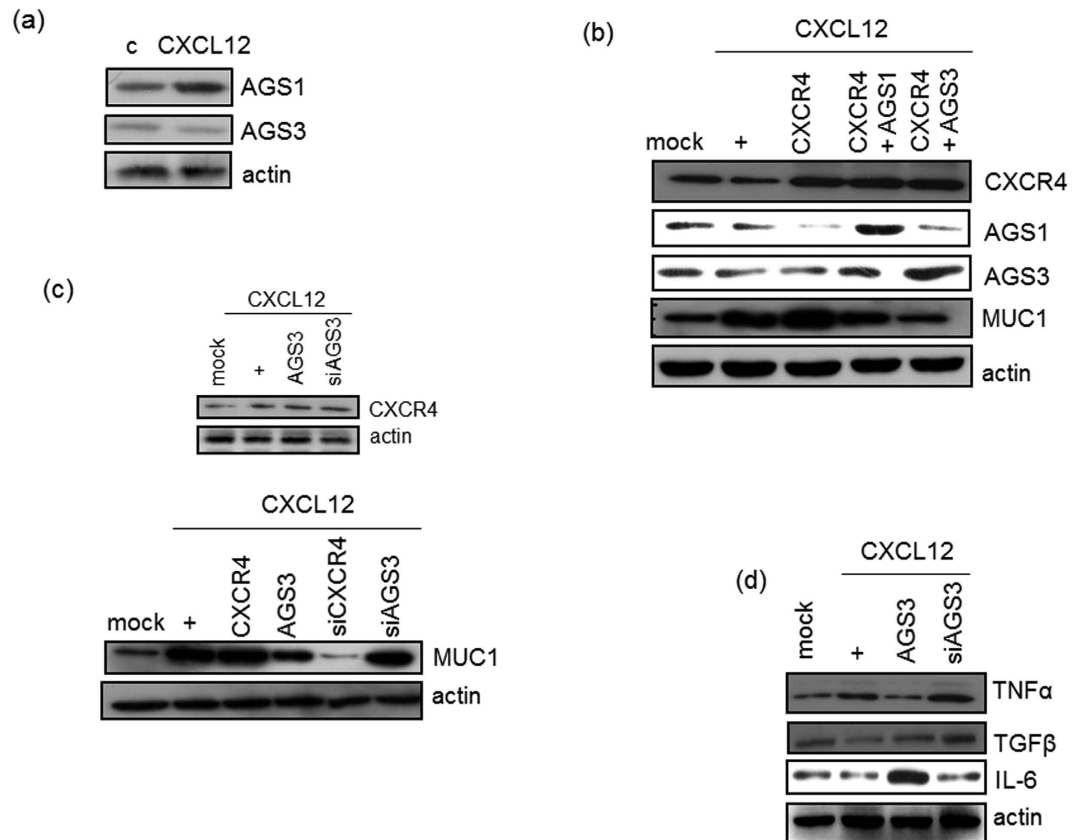 (a)
c CXCL12
AGS1
AGS3
actin
(b)
CXCL12
mock + CXCR4 CXCR4 + AGS1 CXCR4 + AGS3
CXCR4
AGS1
AGS3
MUC1
actin
(c)
CXCL12
mock + AGS3 siAGS3
CXCR4
actin
CXCL12
mock + CXCR4 AGS3 siCXCR4 siAGS3
MUC1
actin
(d)
CXCL12
mock + AGS3 siAGS3
TNFα
TGFβ
IL-6
actin